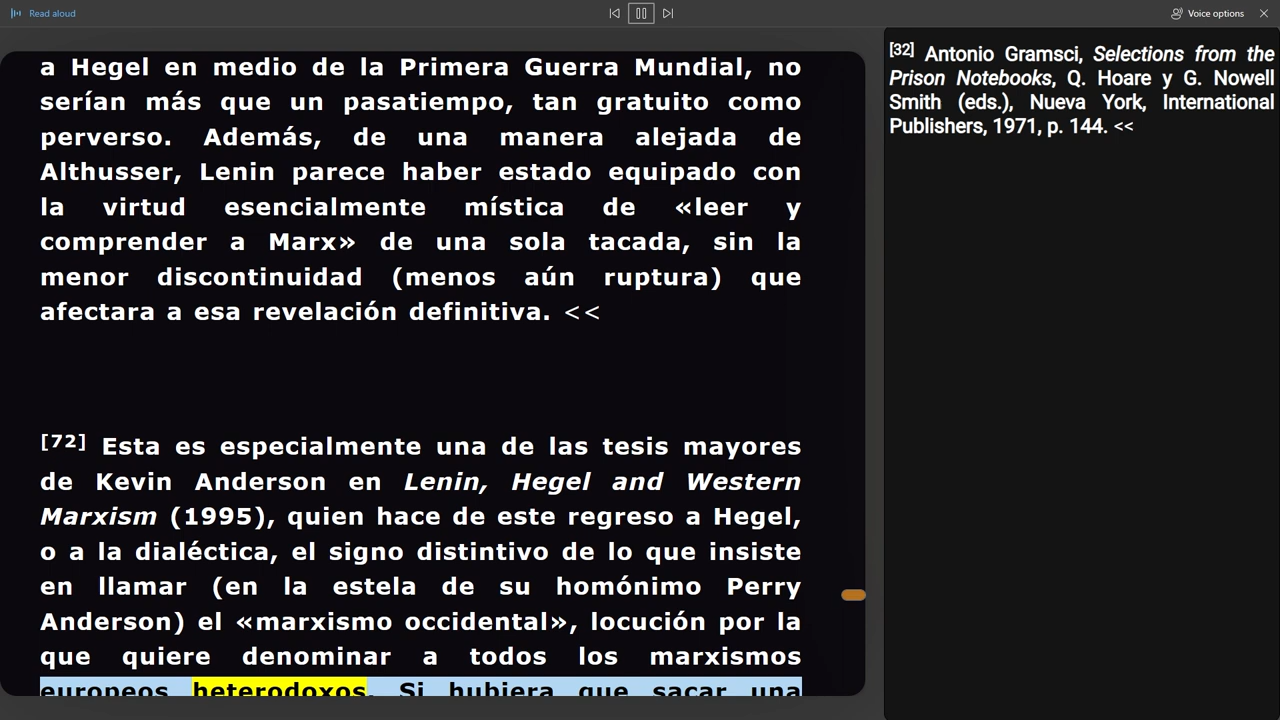 Read aloud
Voice options
a Hegel en medio de la Primera Guerra Mundial, no
serían más que un pasatiempo, tan gratuito como
perverso. Además, de una manera alejada de
Althusser, Lenin parece haber estado equipado con
la virtud esencialmente mística de «leer y
comprender a Marx» de una sola tacada, sin la
menor discontinuidad (menos aún ruptura) que
afectara a esa revelación definitiva. <<
[72] Esta es especialmente una de las tesis mayores
de Kevin Anderson en Lenin, Hegel and Western
Marxism (1995), quien hace de este regreso a Hegel,
o a la dialéctica, el signo distintivo de lo que insiste
en llamar (en la estela de su homónimo Perry
Anderson) el «marxismo occidental», locución por la
que quiere denominar a todos los marxismos
europeos heterodoxos. Si hubiera que sacar una
[32] Antonio Gramsci, Selections from the
Prison Notebooks, Q. Hoare y G. Nowell
Smith (eds.), Nueva York, International
Publishers, 1971, p. 144. <<